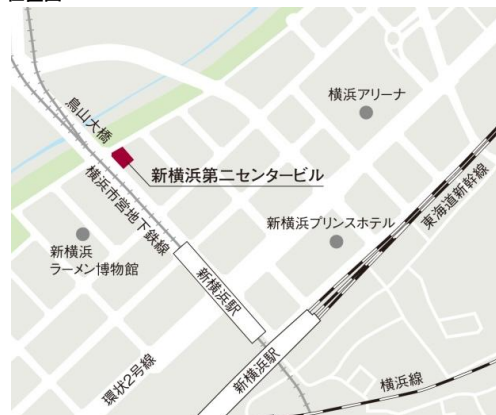 横浜アリーナ
鳥山大橋
新横浜第二センタービル
横浜市営地下鉄線
東海道新幹線
新横浜プリンスホテル
新横浜
ラーメン博物館
新横浜駅
新横浜駅
環状2号線
横浜線